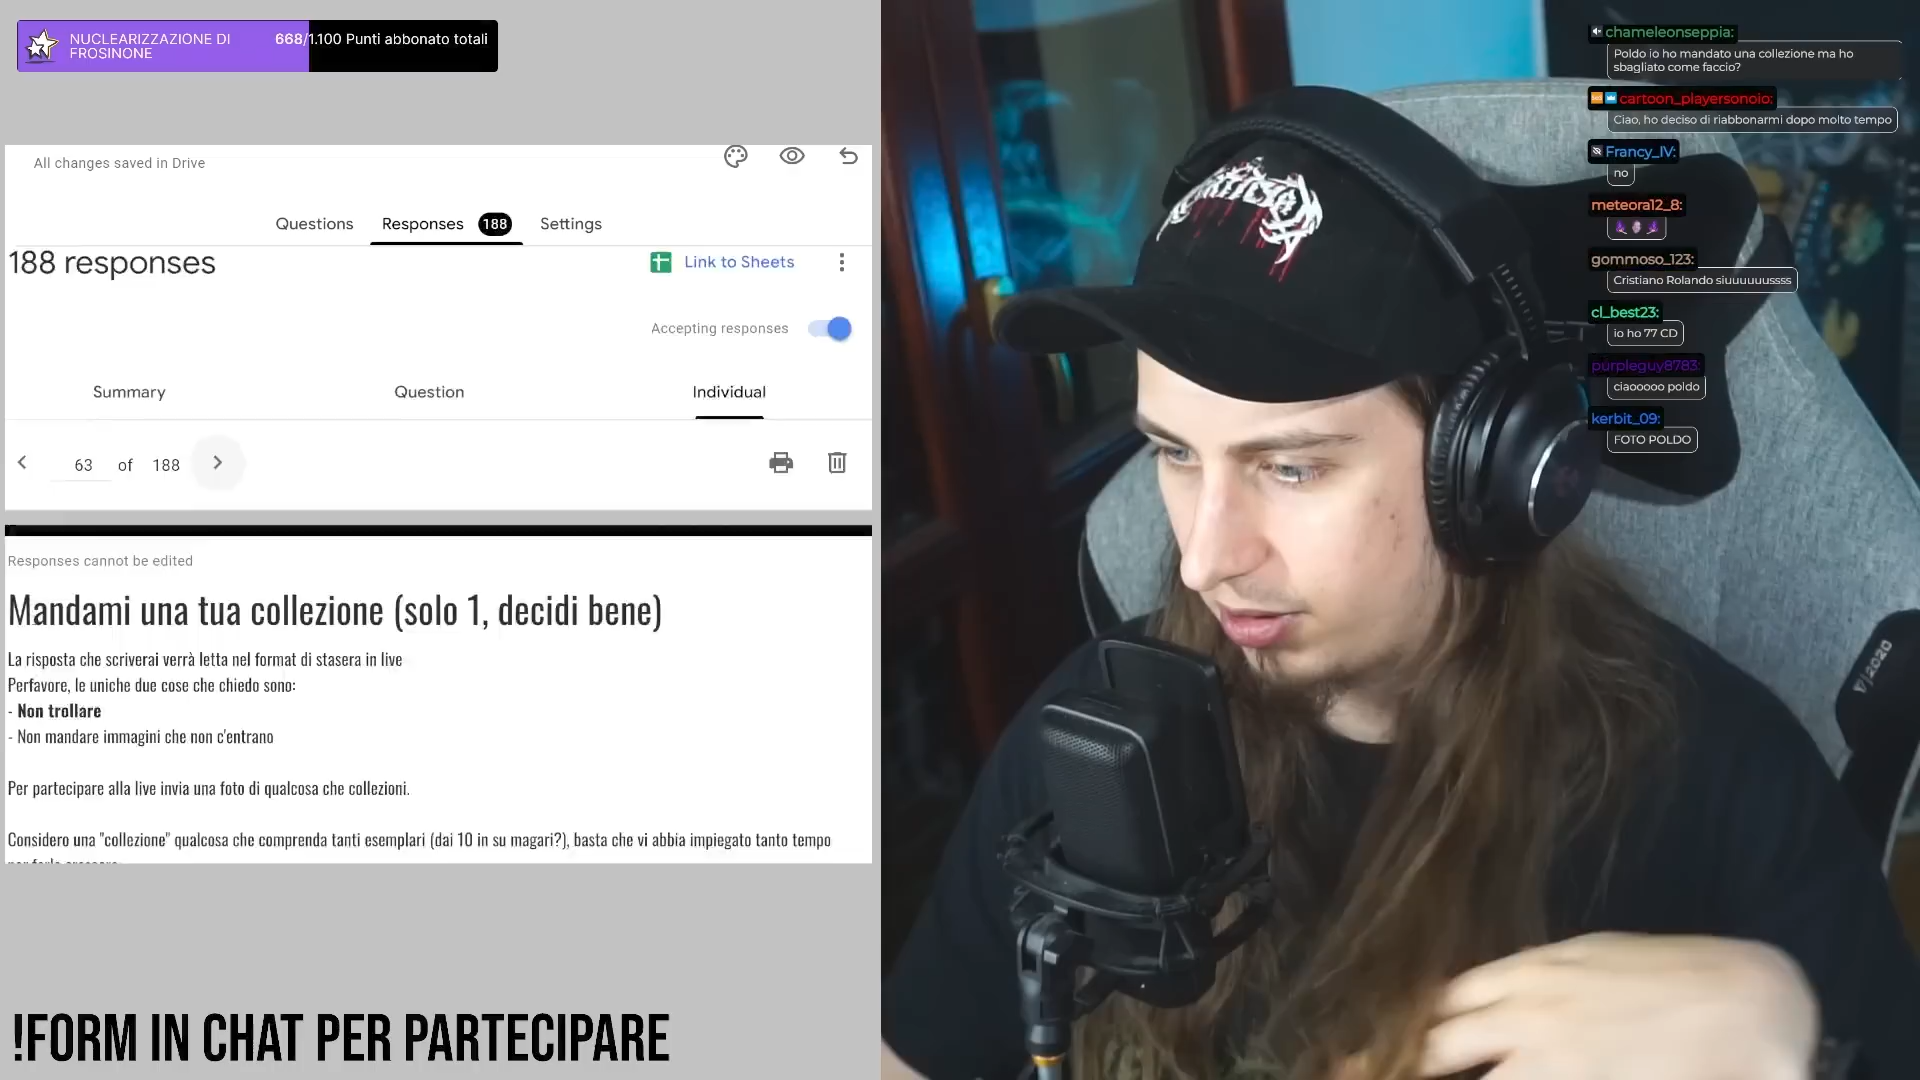 NUCLEARIZZAZIONE DI
FROSINONE
668/1.100 Punti abbonato totali
All changes saved in Drive
Questions
Responses
188
Settings
188 responses
Link to Sheets
Accepting responses
Summary
Question
Individual
63 of 188
Responses cannot be edited
Mandami una tua collezione (solo 1, decidi bene)
La risposta che scriverai verrà letta nel format di stasera in live
Perfavore, le uniche due cose che chiedo sono:
- Non trollare
- Non mandare immagini che non c'entrano
Per partecipare alla live invia una foto di qualcosa che collezioni.
Considero una "collezione" qualcosa che comprenda tanti esemplari (dai 10 in su magari?), basta che vi abbia impiegato tanto tempo
!FORM IN CHAT PER PARTECIPARE
chameleonseppia:
Poldo io ho mandato una collezione ma ho
sbagliato come faccio?
cartoon_playersonoio:
Ciao, ho deciso di riabbonarmi dopo molto tempo
Francy_IV:
no
meteora12_8:
gommoso_123:
Cristiano Rolando siuuuuuussss
cl_best23:
io ho 77 CD
purpleguy8783:
ciaooooo poldo
kerbit_09:
FOTO POLDO
2020